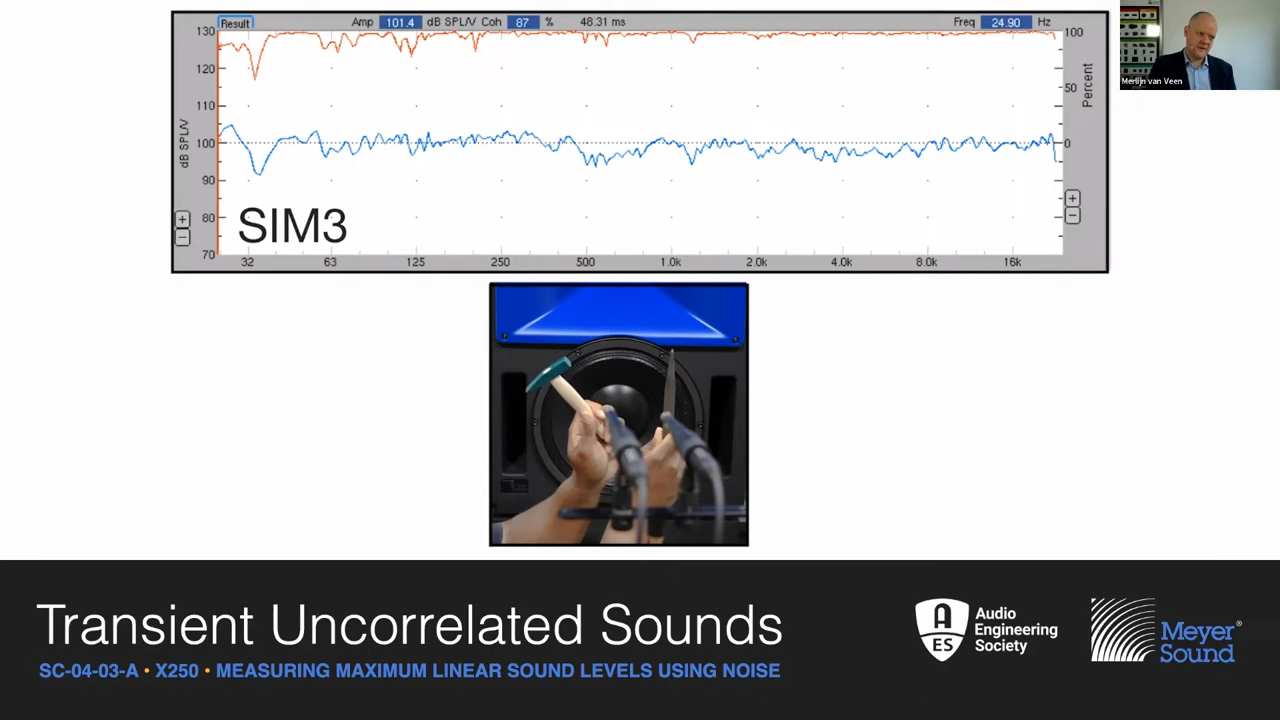 Result Amp 101.4 dB SPL/V Coh 87 % 48.31 ms Freq 24.90 Hz
130 100
120
50
110
100 0
90
80
70
dB SPL/V
Percent
+ +
− −
SIM3
32 63 125 250 500 1.0k 2.0k 4.0k 8.0k 16k
Merlijn van Veen
Transient Uncorrelated Sounds
SC-04-03-A • X250 • MEASURING MAXIMUM LINEAR SOUND LEVELS USING NOISE
A
ES
Audio
Engineering
Society
Meyer
Sound®